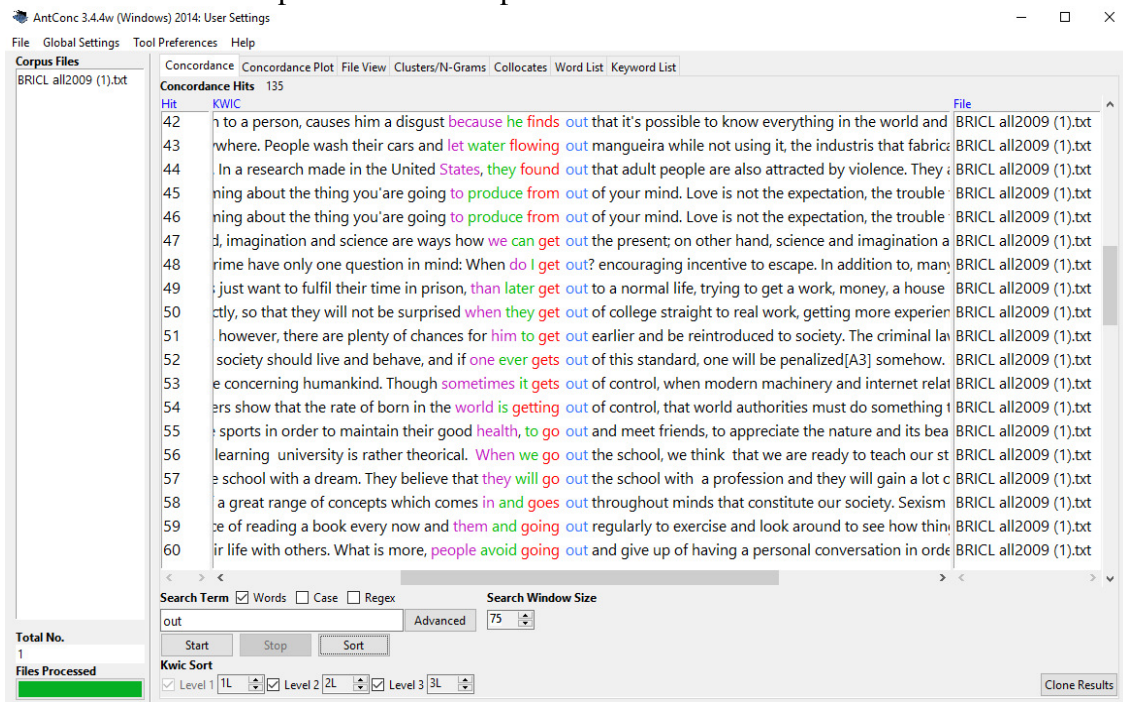 AntConc 3.4.4w (Windows) 2014: User Settings
File Global Settings Tool Preferences Help
Corpus Files
BRICL all2009 (1).txt
Concordance Concordance Plot File View Clusters/N-Grams Collocates Word List Keyword List
Concordance Hits 135
Hit KWIC File
42 n to a person, causes him a disgust because he finds out that it's possible to know everything in the world and BRICL all2009 (1).txt
43 where. People wash their cars and let water flowing out mangueira while not using it, the industris that fabrica BRICL all2009 (1).txt
44 . In a research made in the United States, they found out that adult people are also attracted by violence. They BRICL all2009 (1).txt
45 ning about the thing you'are going to produce from out of your mind. Love is not the expectation, the trouble BRICL all2009 (1).txt
46 ning about the thing you'are going to produce from out of your mind. Love is not the expectation, the trouble BRICL all2009 (1).txt
47 d, imagination and science are ways how we can get out the present; on other hand, science and imagination a BRICL all2009 (1).txt
48 rime have only one question in mind: When do I get out? encouraging incentive to escape. In addition to, many BRICL all2009 (1).txt
49 just want to fulfil their time in prison, than later get out to a normal life, trying to get a work, money, a house BRICL all2009 (1).txt
50 ctly, so that they will not be surprised when they get out of college straight to real work, getting more experien BRICL all2009 (1).txt
51 , however, there are plenty of chances for him to get out earlier and be reintroduced to society. The criminal la BRICL all2009 (1).txt
52 society should live and behave, and if one ever gets out of this standard, one will be penalized[A3] somehow. BRICL all2009 (1).txt
53 e concerning humankind. Though sometimes it gets out of control, when modern machinery and internet relat BRICL all2009 (1).txt
54 ers show that the rate of born in the world is getting out of control, that world authorities must do something BRICL all2009 (1).txt
55 sports in order to maintain their good health, to go out and meet friends, to appreciate the nature and its bea BRICL all2009 (1).txt
56 learning university is rather theorical. When we go out the school, we think that we are ready to teach our st BRICL all2009 (1).txt
57 e school with a dream. They believe that they will go out the school with a profession and they will gain a lot BRICL all2009 (1).txt
58 a great range of concepts which comes in and goes out throughout minds that constitute our society. Sexism BRICL all2009 (1).txt
59 ce of reading a book every now and them and going out regularly to exercise and look around to see how thin BRICL all2009 (1).txt
60 ir life with others. What is more, people avoid going out and give up of having a personal conversation in orde BRICL all2009 (1).txt
Search Term Words Case Regex Search Window Size
out Advanced 75
Total No.
1
Start Stop Sort
Files Processed
Kwic Sort
Level 1 1L Level 2 2L Level 3 3L Clone Results